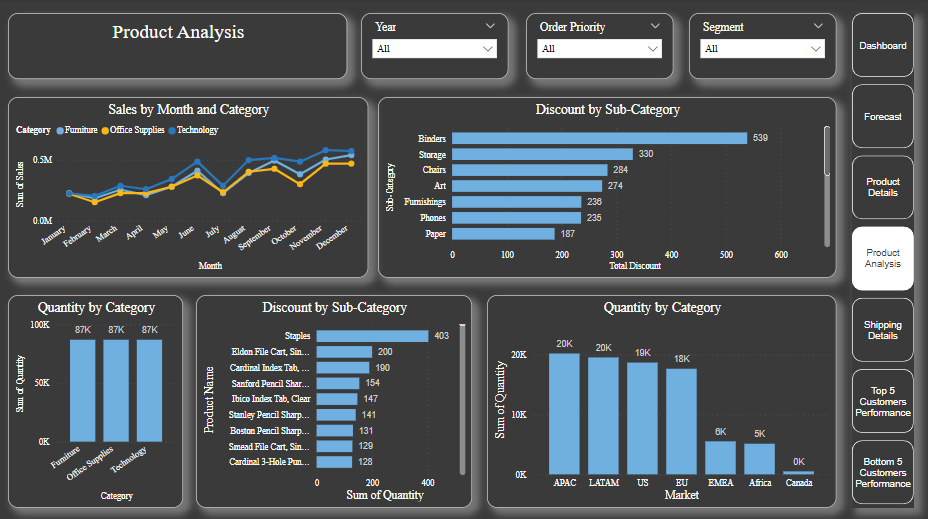 Product Analysis
Year
All
Order Priority
All
Segment
All
Dashboard
Forecast
Product
Details
Product
Analysis
Shipping
Details
Top 5
Customers
Performance
Bottom 5
Customers
Performance
Sales by Month and Category
Category Furniture Office Supplies Technology
Sum of Sales
0.5M
0.0M
January February March April May June July August September October November December
Month
Discount by Sub-Category
Sub-Category
Binders 539
Storage 330
Chairs 284
Art 274
Furnishings 236
Phones 235
Paper 187
0 100 200 300 400 500 600
Total Discount
Quantity by Category
Sum of Quantity
100K
87K 87K 87K
50K
0K
Furniture Office Supplies Technology
Category
Discount by Sub-Category
Product Name
Staples 403
Eldon File Cart, Sin... 200
Cardinal Index Tab, ... 190
Sanford Pencil Shar... 154
Ibico Index Tab, Clear 147
Stanley Pencil Sharp... 141
Boston Pencil Sharp... 131
Smead File Cart, Sin... 129
Cardinal 3-Hole Pun... 128
0 200 400
Sum of Quantity
Quantity by Category
Sum of Quantity
20K
10K
0K
20K 20K 19K 18K 6K 5K 0K
APAC LATAM US EU EMEA Africa Canada
Market